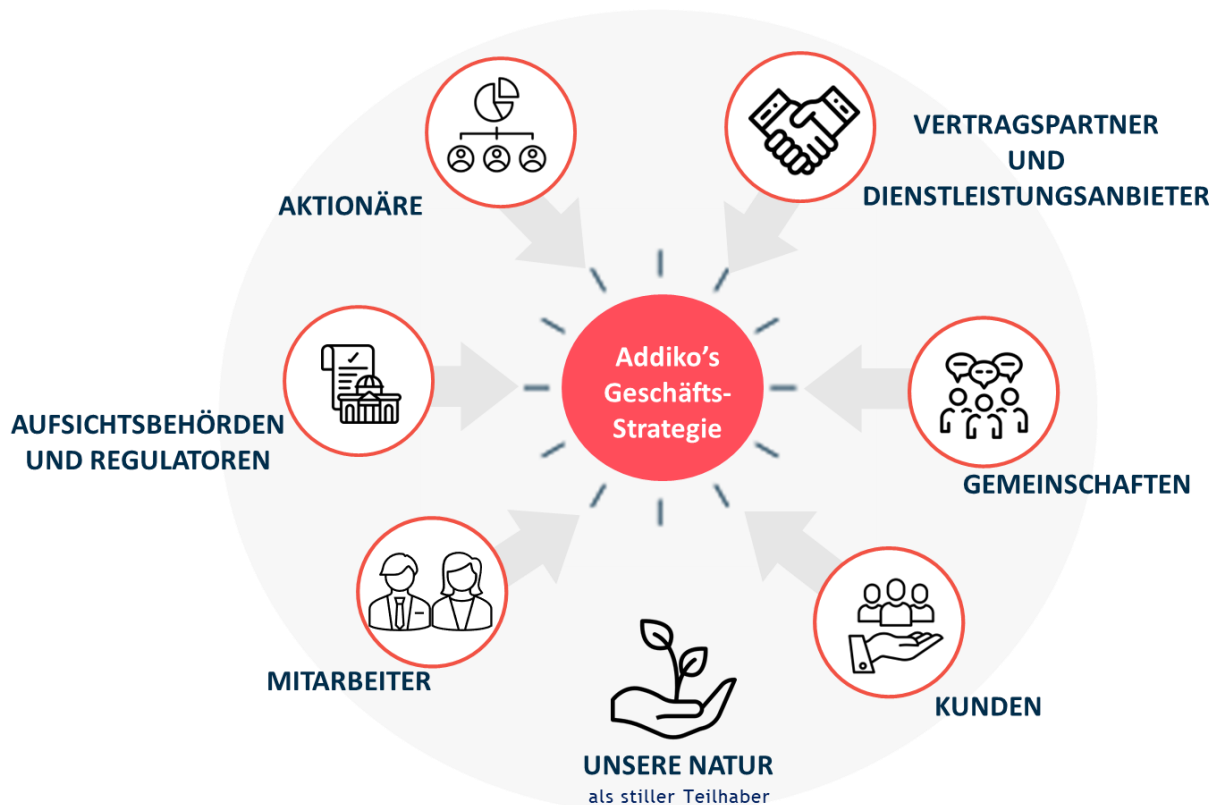 AKTIONÄRE
VERTRAGSPARTNER
UND
DIENSTLEISTUNGSANBIETER
Addiko’s
Geschäfts-
Strategie
AUFSICHTSBEHÖRDEN
UND REGULATOREN
GEMEINSCHAFTEN
MITARBEITER
KUNDEN
UNSERE NATUR
als stiller Teilhaber